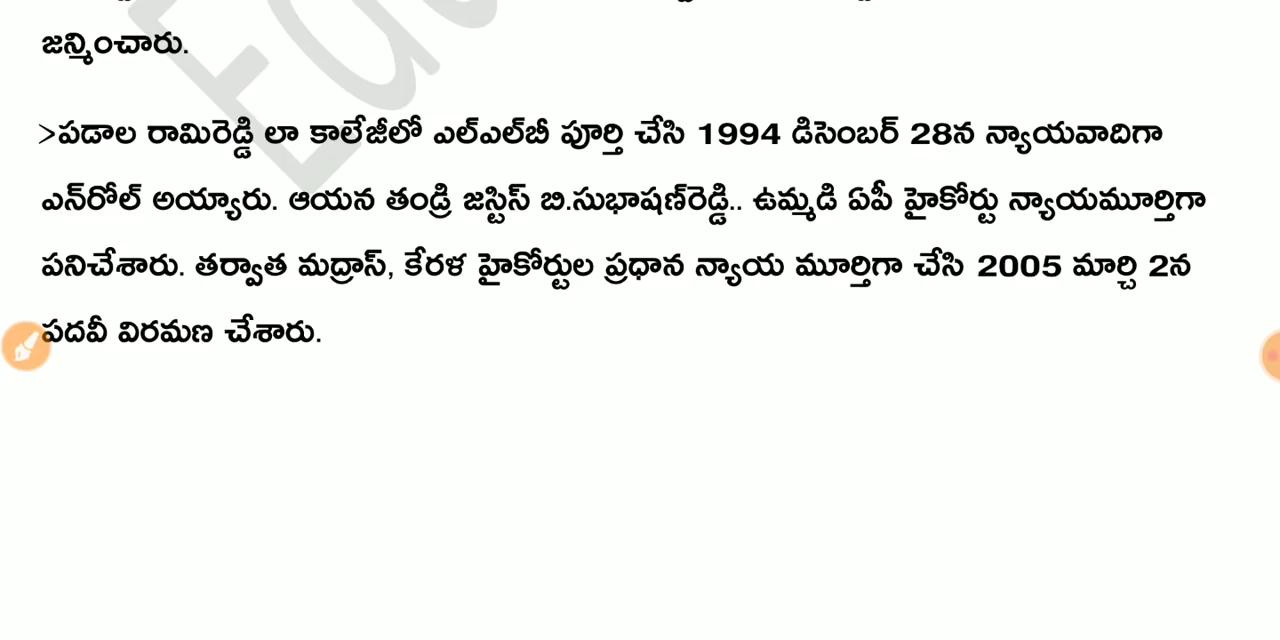 జన్మించారు.
>పడాల రామిరెడ్డి లా కాలేజీలో ఎల్ఎల్‌బీ పూర్తి చేసి 1994 డిసెంబర్ 28న న్యాయవాదిగా
ఎన్‌రోల్ అయ్యారు. ఆయన తండ్రి జస్టిస్ బి.సుభాషణ్‌రెడ్డి.. ఉమ్మడి ఏపీ హైకోర్టు న్యాయమూర్తిగా
పనిచేశారు. తర్వాత మద్రాస్, కేరళ హైకోర్టుల ప్రధాన న్యాయ మూర్తిగా చేసి 2005 మార్చి 2న
పదవీ విరమణ చేశారు.